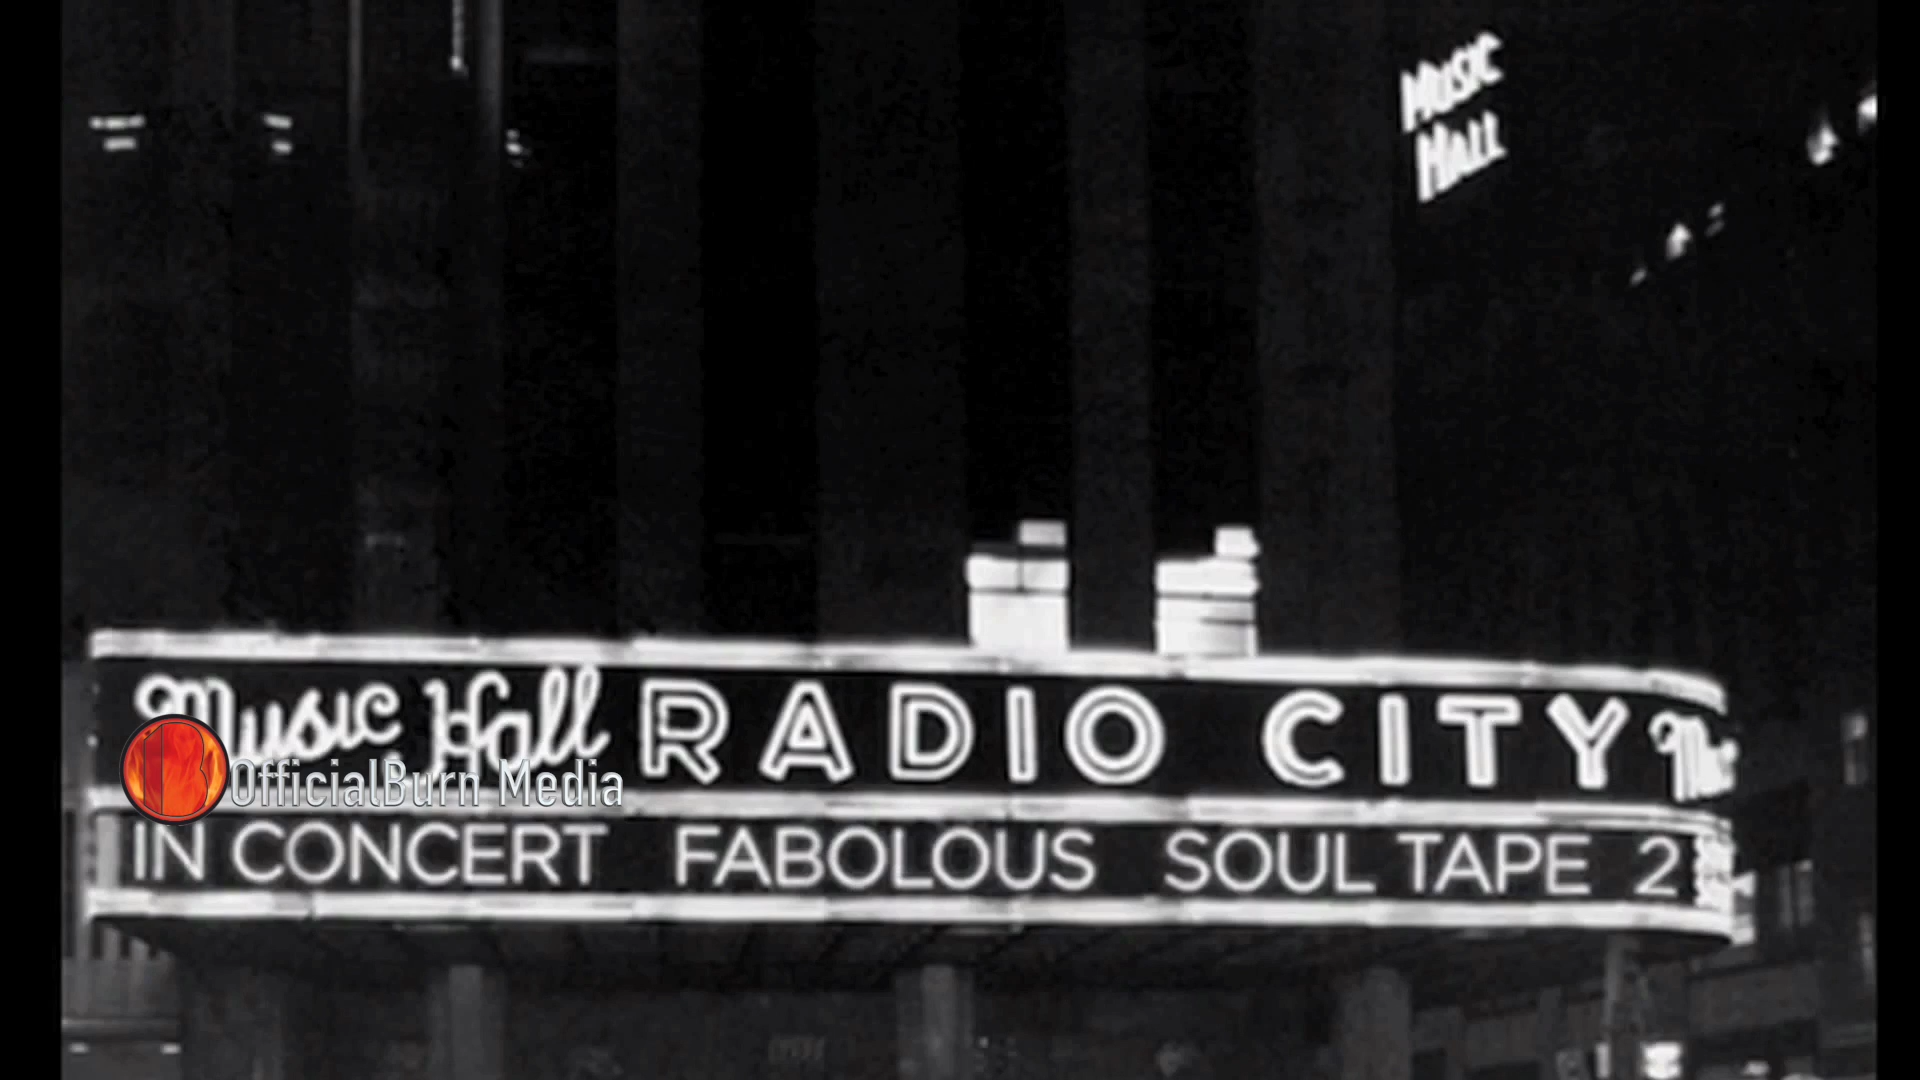 MUSIC
HALL
Music Hall RADIO CITY
OfficialBurn Media
IN CONCERT FABOLOUS SOUL TAPE 2